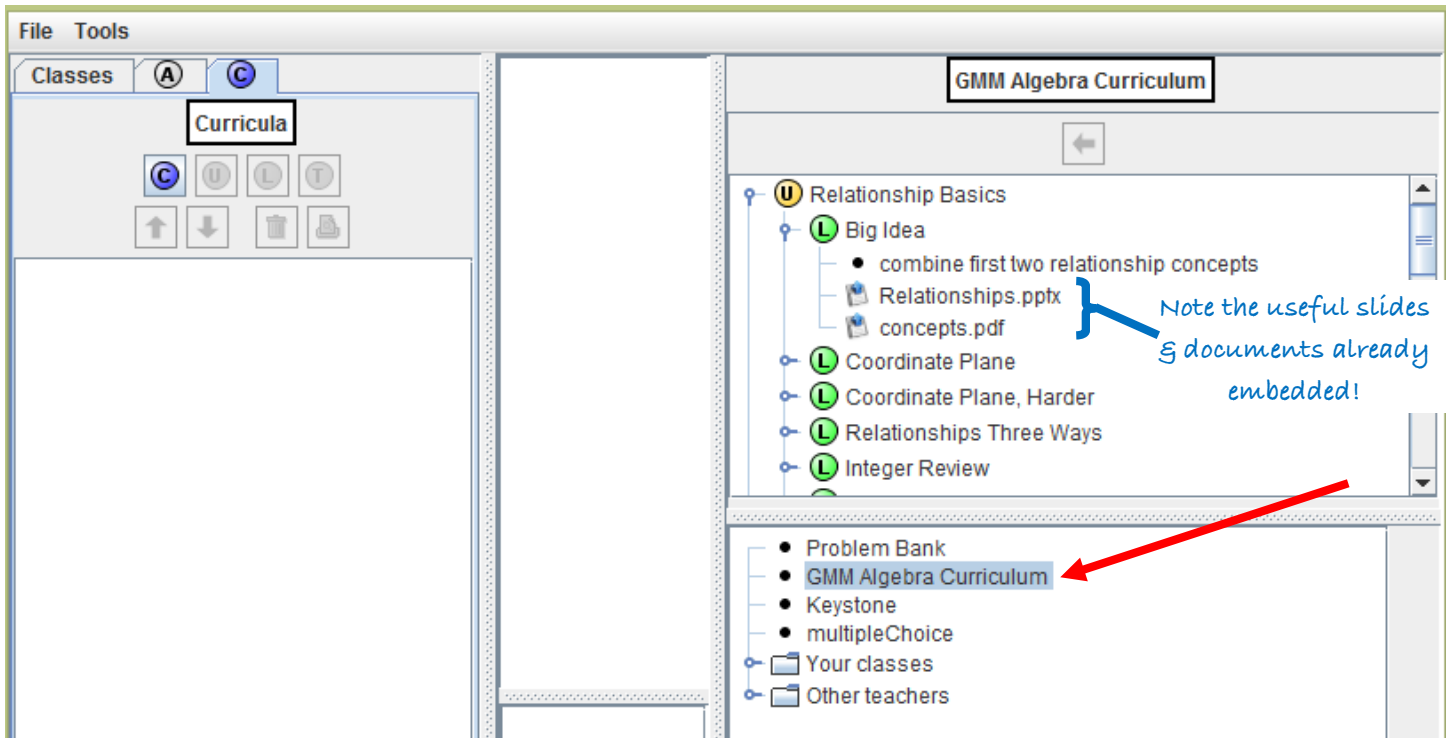 File Tools
Classes A C
Curricula
C U L T
GMM Algebra Curriculum
U Relationship Basics
L Big Idea
combine first two relationship concepts
Relationships.pptx
concepts.pdf
L Coordinate Plane
L Coordinate Plane, Harder
L Relationships Three Ways
L Integer Review
Note the useful slides
& documents already
embedded!
Problem Bank
GMM Algebra Curriculum
Keystone
multipleChoice
Your classes
Other teachers